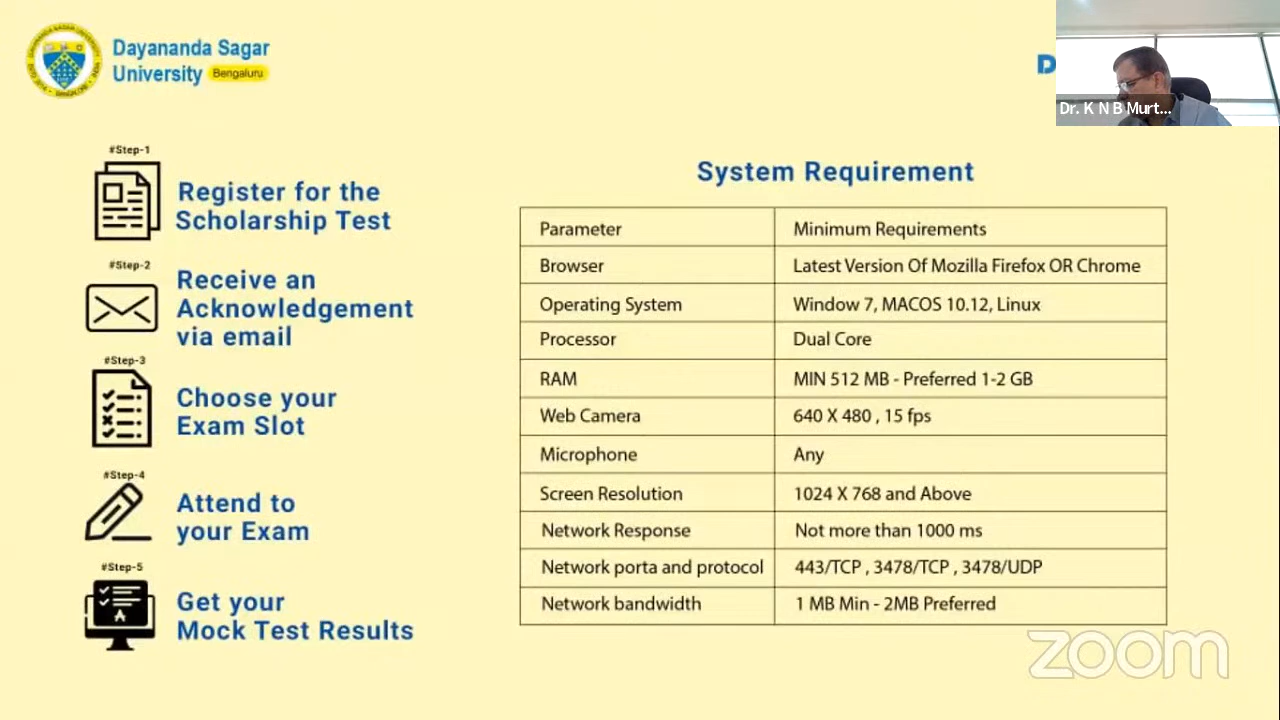 Dayananda Sagar
University Bengaluru
D
Dr. K N B Murt...
#Step-1
Register for the
Scholarship Test
#Step-2
Receive an
Acknowledgement
via email
#Step-3
Choose your
Exam Slot
#Step-4
Attend to
your Exam
#Step-5
Get your
Mock Test Results
System Requirement
Parameter Minimum Requirements
Browser Latest Version Of Mozilla Firefox OR Chrome
Operating System Window 7, MACOS 10.12, Linux
Processor Dual Core
RAM MIN 512 MB - Preferred 1-2 GB
Web Camera 640 X 480 , 15 fps
Microphone Any
Screen Resolution 1024 X 768 and Above
Network Response Not more than 1000 ms
Network porta and protocol 443/TCP , 3478/TCP , 3478/UDP
Network bandwidth 1 MB Min - 2MB Preferred
zoom